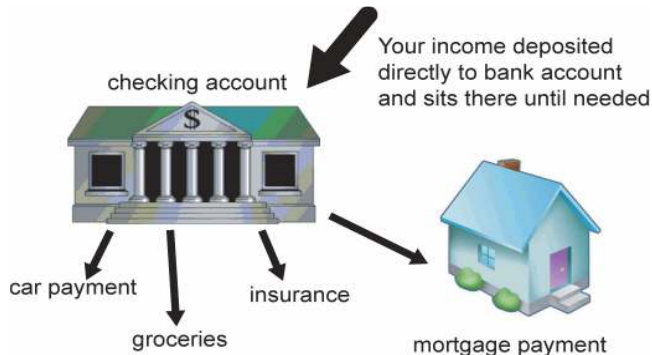 Your income deposited
directly to bank account
and sits there until needed
checking account
$
car payment
insurance
groceries
mortgage payment